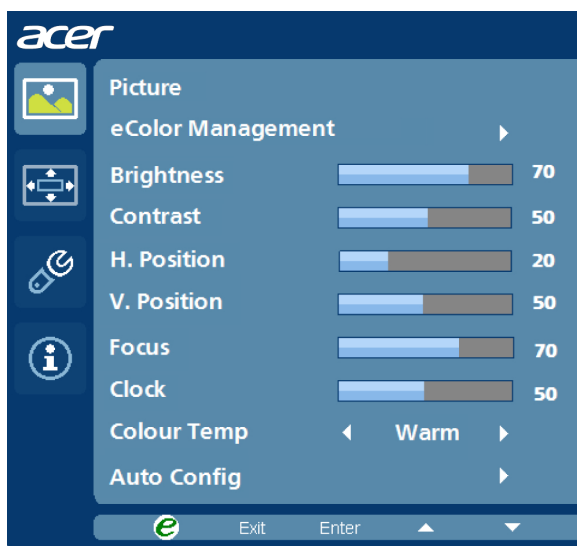 acer
Picture
eColor Management
Brightness 70
Contrast 50
H. Position 20
V. Position 50
Focus 70
Clock 50
Colour Temp Warm
Auto Config
e Exit Enter